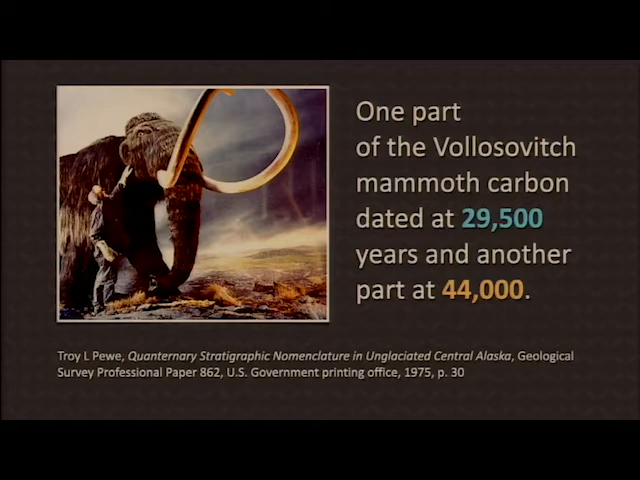 One part
of the Vollosovitch
mammoth carbon
dated at 29,500
years and another
part at 44,000.
Troy L Pewe, Quanternary Stratigraphic Nomenclature in Unglaciated Central Alaska, Geological
Survey Professional Paper 862, U.S. Government printing office, 1975, p. 30